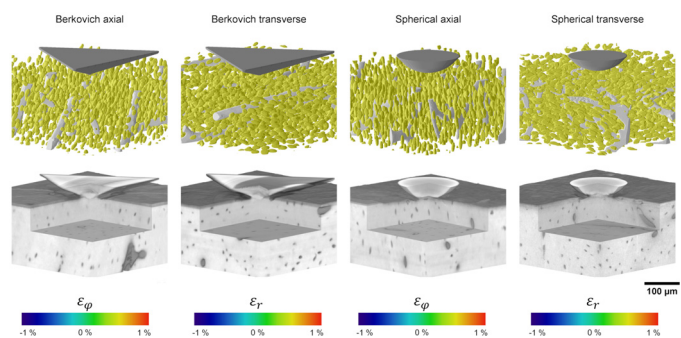 Berkovich axial Berkovich transverse Spherical axial Spherical transverse
100 µm
εφ εr εφ εr
-1 % 0 % 1 % -1 % 0 % 1 % -1 % 0 % 1 % -1 % 0 % 1 %